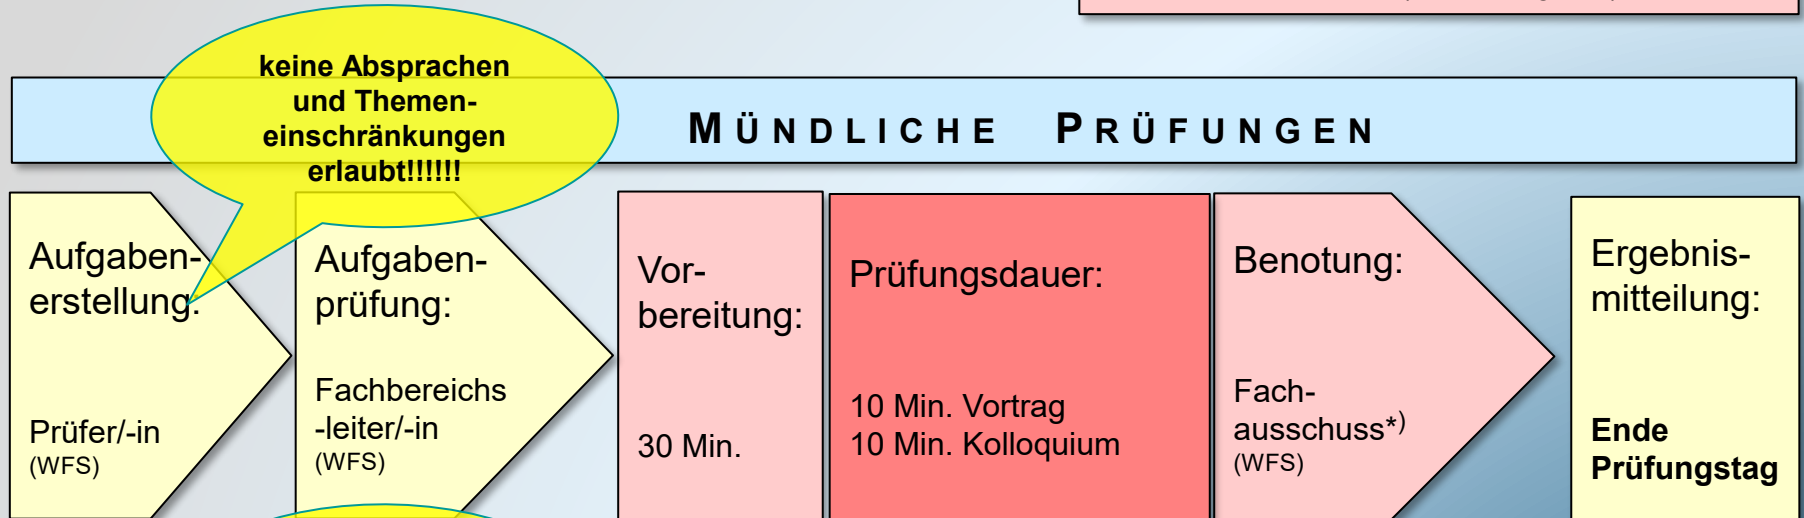 keine Absprachen
und Themen-
einschränkungen
erlaubt!!!!!!
MÜNDLICHE PRÜFUNGEN
Aufgaben-
erstellung:
Prüfer/-in
(WFS)
Aufgaben-
prüfung:
Fachbereichs
-leiter/-in
(WFS)
Vor-
bereitung:
30 Min.
Prüfungsdauer:
10 Min. Vortrag
10 Min. Kolloquium
Benotung:
Fach-
ausschuss*)
(WFS)
Ergebnis-
mitteilung:
Ende
Prüfungstag